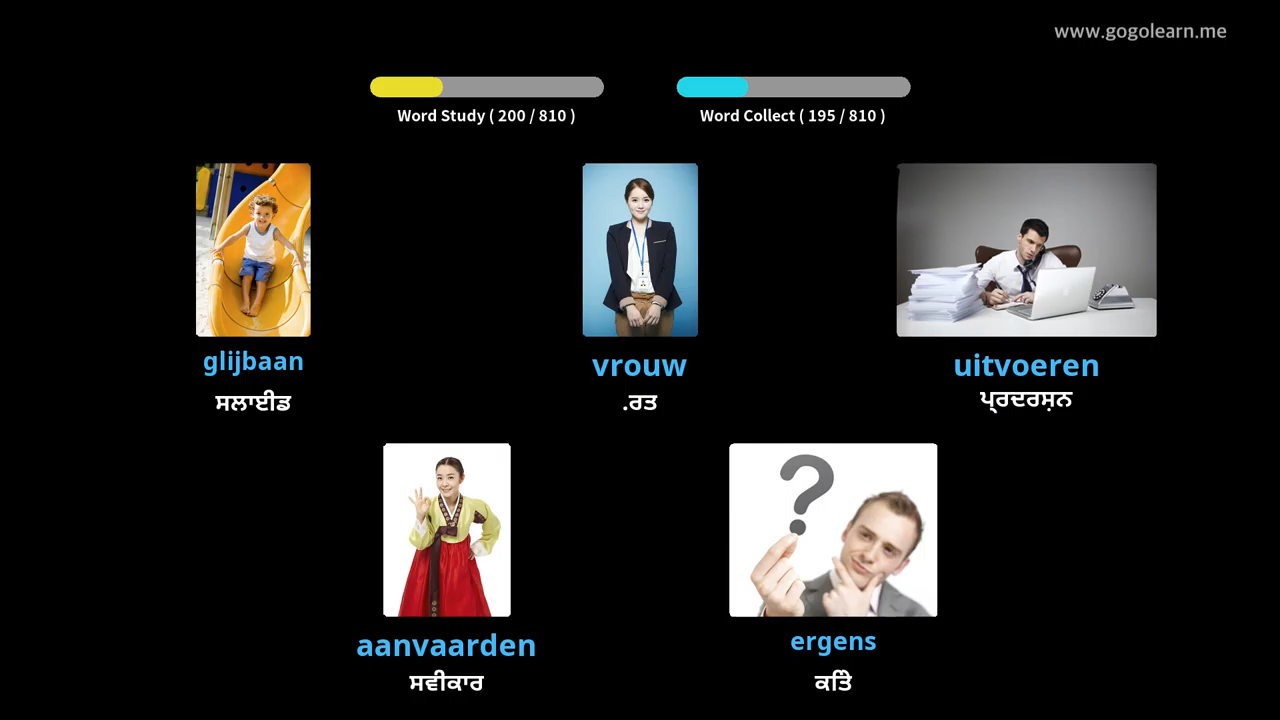 www.gogolearn.me
Word Study ( 200 / 810 )
Word Collect ( 195 / 810 )
glijbaan
ਸਲਾਈਡ
vrouw
.ਰਤ
uitvoeren
ਪ੍ਰਦਰਸ਼ਨ
aanvaarden
ਸਵੀਕਾਰ
ergens
ਕਿਤੇ